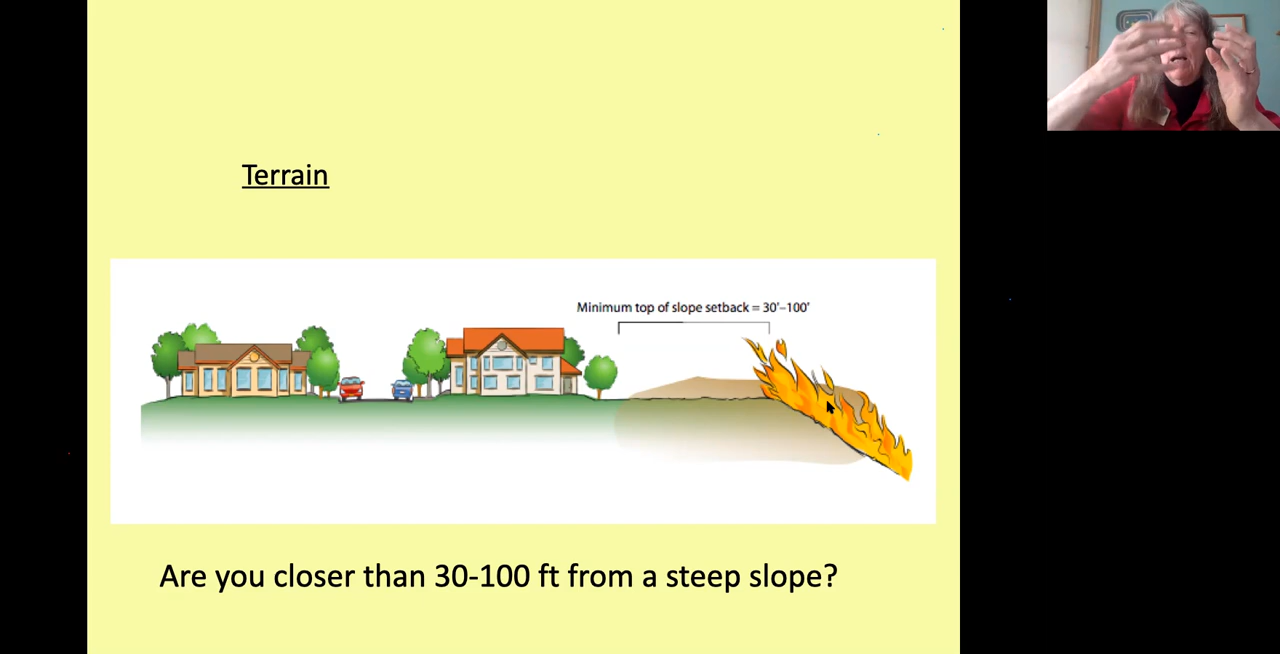 Terrain
Minimum top of slope setback = 30'–100'
Are you closer than 30-100 ft from a steep slope?